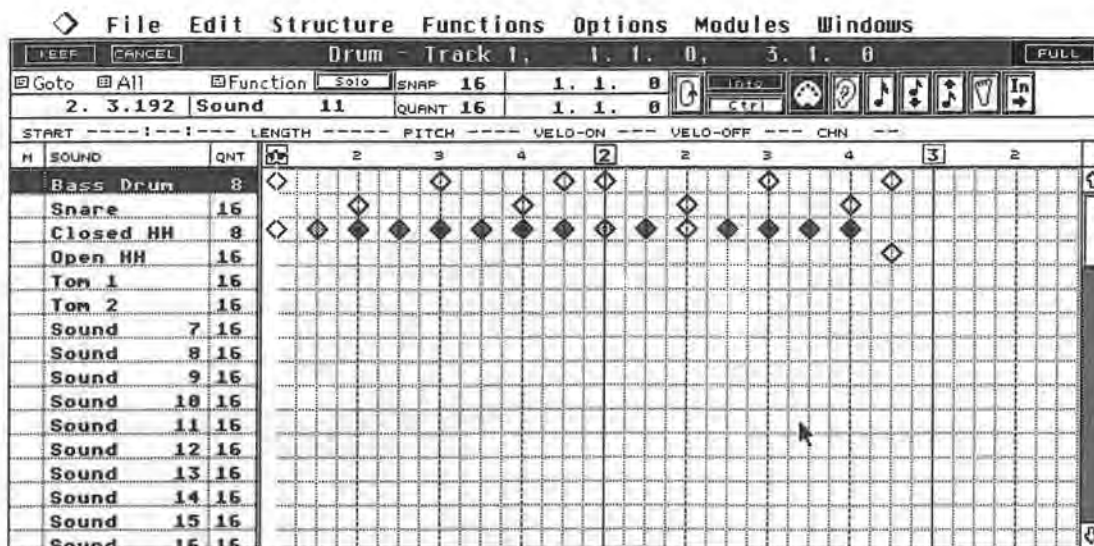 File Edit Structure Functions Options Modules Windows
KEEP CANCEL Drum - Track 1, 1. 1. 0, 3. 1. 0 FULL
Goto All Function Solo SNAP 16 1. 1. 0 Info
2. 3.192 Sound 11 QUANT 16 1. 1. 0 Ctrl In
START ----:--:--- LENGTH ----- PITCH ---- VELO-ON --- VELO-OFF --- CHN --
M SOUND QNT 2 3 4 2 2 3 4 3 2
Bass Drum 8
Snare 16
Closed HH 8
Open HH 16
Tom 1 16
Tom 2 16
Sound 7 16
Sound 8 16
Sound 9 16
Sound 10 16
Sound 11 16
Sound 12 16
Sound 13 16
Sound 14 16
Sound 15 16
Sound 16 16